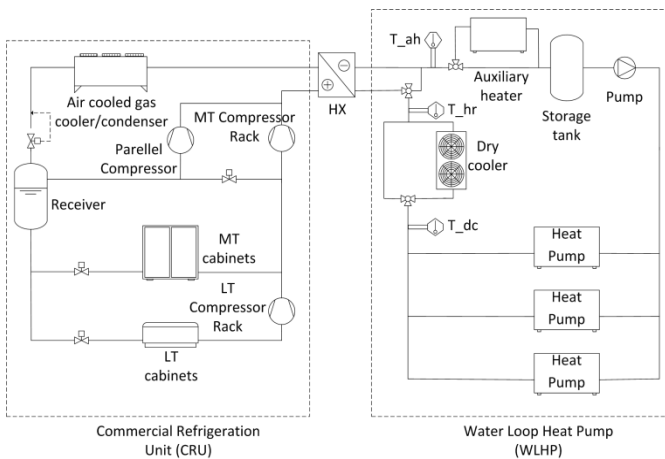 T_ah
Auxiliary
heater
Air cooled gas
cooler/condenser
MT Compressor
Rack
HX
T_hr
Storage
tank
Pump
Parellel
Compressor
Dry
cooler
Receiver
T_dc
MT
cabinets
Heat
Pump
LT
Compressor
Rack
Heat
Pump
LT
cabinets
Heat
Pump
Commercial Refrigeration
Unit (CRU)
Water Loop Heat Pump
(WLHP)